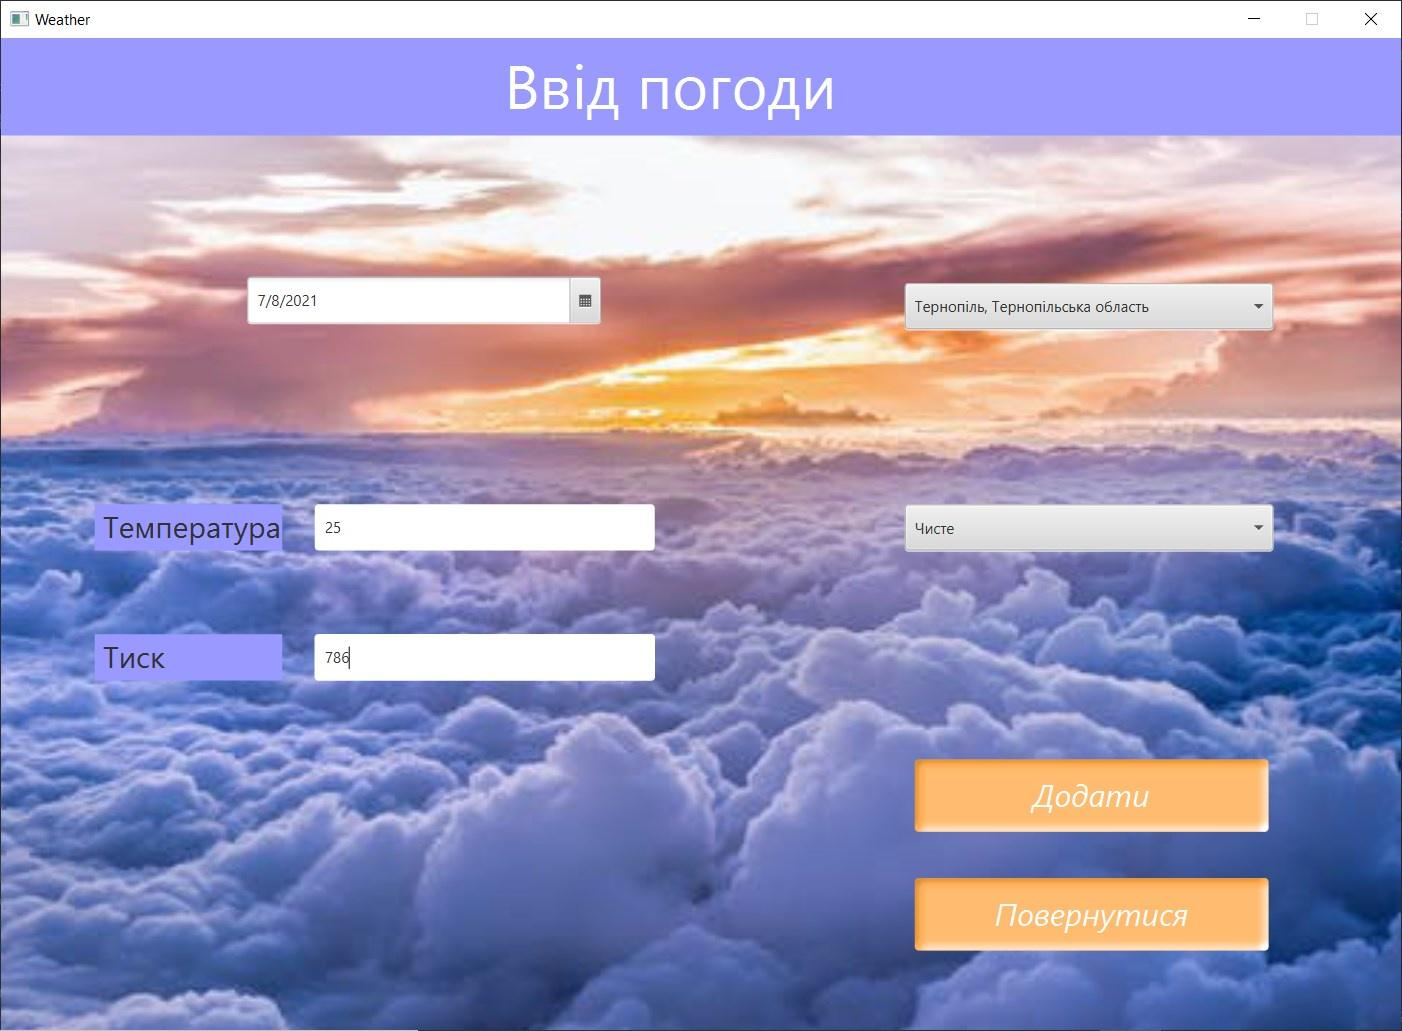 Weather
Ввід погоди
7/8/2021
Тернопіль, Тернопільська область
Температура
25
Чисте
Тиск
786
Додати
Повернутися